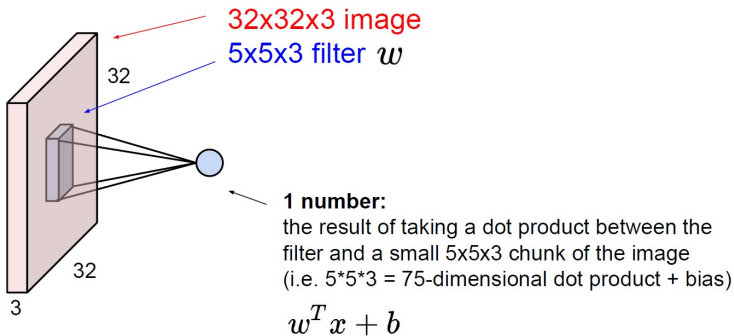 32x32x3 image
5x5x3 filter w
32
32
3
1 number:
the result of taking a dot product between the
filter and a small 5x5x3 chunk of the image
(i.e. 5*5*3 = 75-dimensional dot product + bias)
w^T x + b